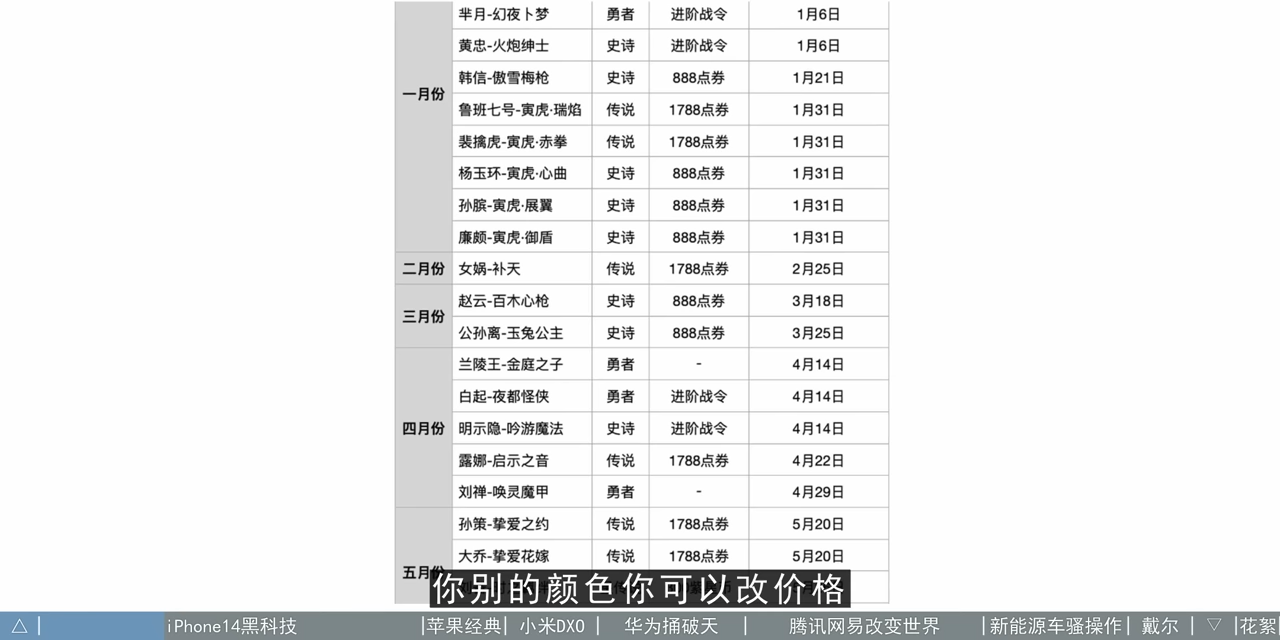 一月份
芈月-幻夜卜梦 勇者 进阶战令 1月6日
黄忠-火炮绅士 史诗 进阶战令 1月6日
韩信-傲雪梅枪 史诗 888点券 1月21日
鲁班七号-寅虎·瑞焰 传说 1788点券 1月31日
裴擒虎-寅虎·赤拳 传说 1788点券 1月31日
杨玉环-寅虎·心曲 史诗 888点券 1月31日
孙膑-寅虎·展翼 史诗 888点券 1月31日
廉颇-寅虎·御盾 史诗 888点券 1月31日
二月份 女娲-补天 传说 1788点券 2月25日
三月份
赵云-百木心枪 史诗 888点券 3月18日
公孙离-玉兔公主 史诗 888点券 3月25日
四月份
兰陵王-金庭之子 勇者 - 4月14日
白起-夜都怪侠 勇者 进阶战令 4月14日
明示隐-吟游魔法 史诗 进阶战令 4月14日
露娜-启示之音 传说 1788点券 4月22日
刘禅-唤灵魔甲 勇者 - 4月29日
五月份
孙策-挚爱之约 传说 1788点券 5月20日
大乔-挚爱花嫁 传说 1788点券 5月20日
你别的颜色你可以改价格
△ | iPhone14黑科技 |苹果经典| 小米DXO | 华为捅破天 | 腾讯网易改变世界 |新能源车骚操作| 戴尔 | ▽ |花絮